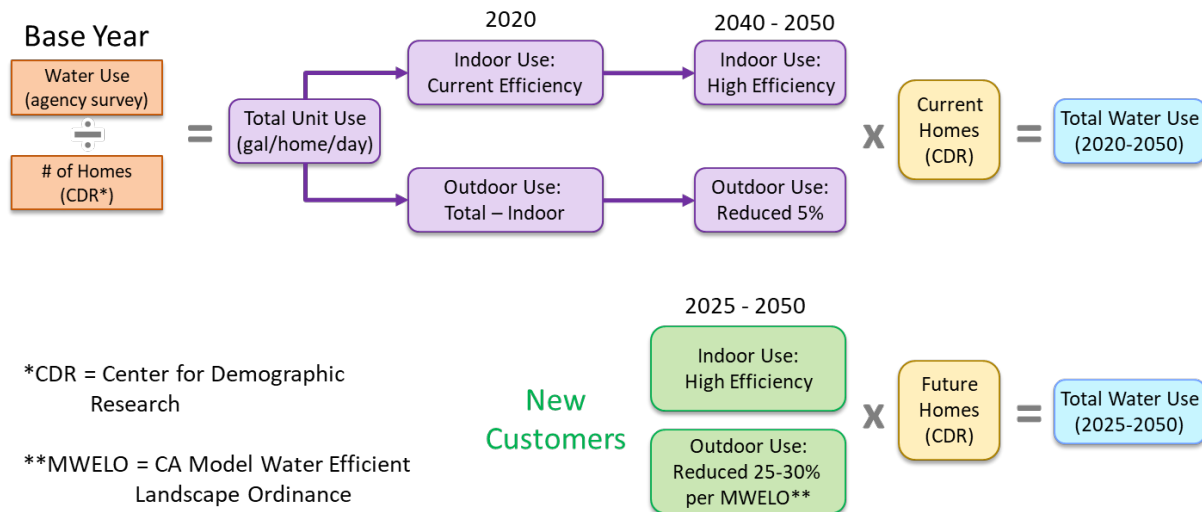 Base Year
2020
2040 - 2050
Water Use
(agency survey)
÷
# of Homes
(CDR*)
=
Total Unit Use
(gal/home/day)
Indoor Use:
Current Efficiency
Indoor Use:
High Efficiency
Outdoor Use:
Total – Indoor
Outdoor Use:
Reduced 5%
x
Current
Homes
(CDR)
=
Total Water Use
(2020-2050)
2025 - 2050
New
Customers
Indoor Use:
High Efficiency
Outdoor Use:
Reduced 25-30%
per MWELO**
x
Future
Homes
(CDR)
=
Total Water Use
(2025-2050)
*CDR = Center for Demographic
Research
**MWELO = CA Model Water Efficient
Landscape Ordinance